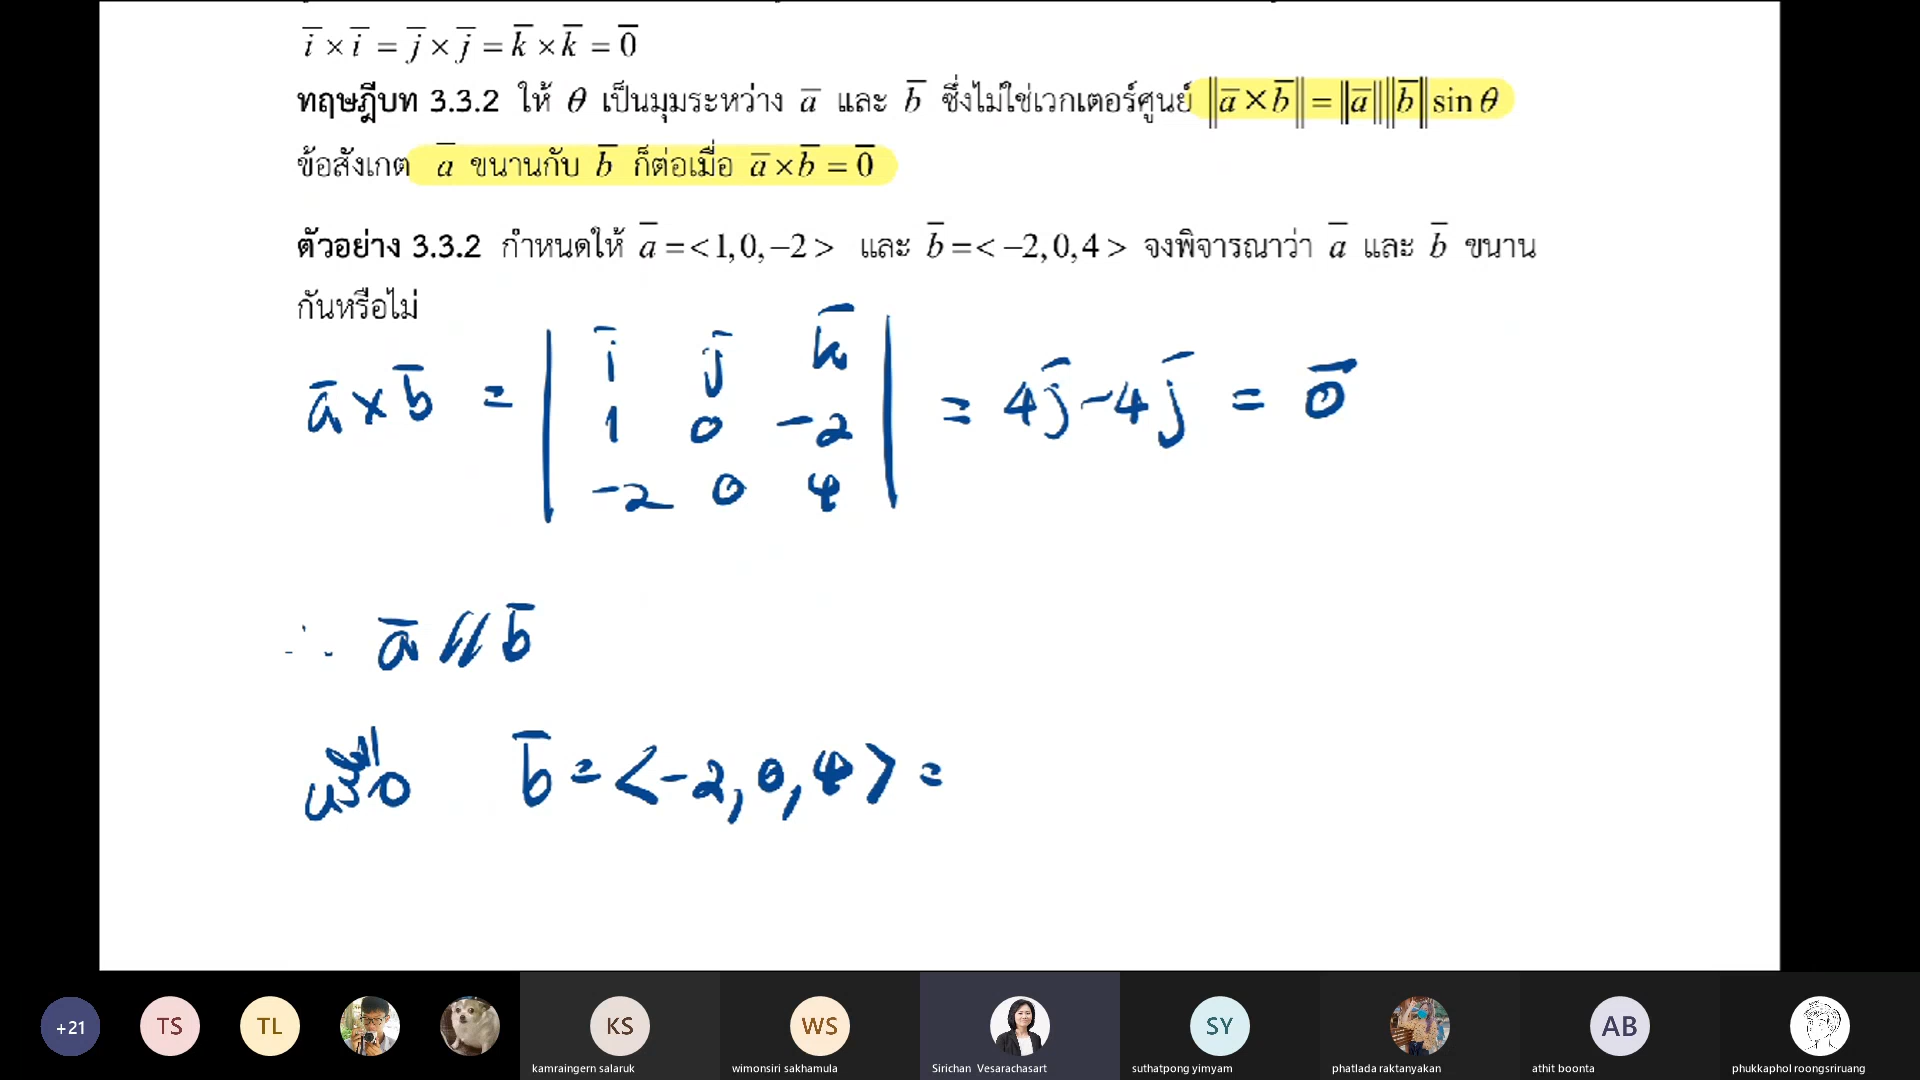 i̅ × i̅ = j̅ × j̅ = k̅ × k̅ = 0̅
ทฤษฎีบท 3.3.2 ให้ θ เป็นมุมระหว่าง a̅ และ b̅ ซึ่งไม่ใช่เวกเตอร์ศูนย์ ‖a̅ × b̅‖ = ‖a̅‖‖b̅‖ sin θ
ข้อสังเกต a̅ ขนานกับ b̅ ก็ต่อเมื่อ a̅ × b̅ = 0̅
ตัวอย่าง 3.3.2 กำหนดให้ a̅ = < 1, 0, −2 > และ b̅ = < −2, 0, 4 > จงพิจารณาว่า a̅ และ b̅ ขนาน
กันหรือไม่
i̅ j̅ k̅
a̅ × b̅ = | 1 0 -2 | = 4j̅ - 4j̅ = 0̅
-2 0 4
∴ a̅ // b̅
หรือ b̅ = <-2, 0, 4> =
+21 TS TL KS WS SY AB
kamraingern salaruk wimonsiri sakhamula Sirichan Vesarachasart suthatpong yimyam phatlada raktanyakan athit boonta phukkaphol roongsriruang